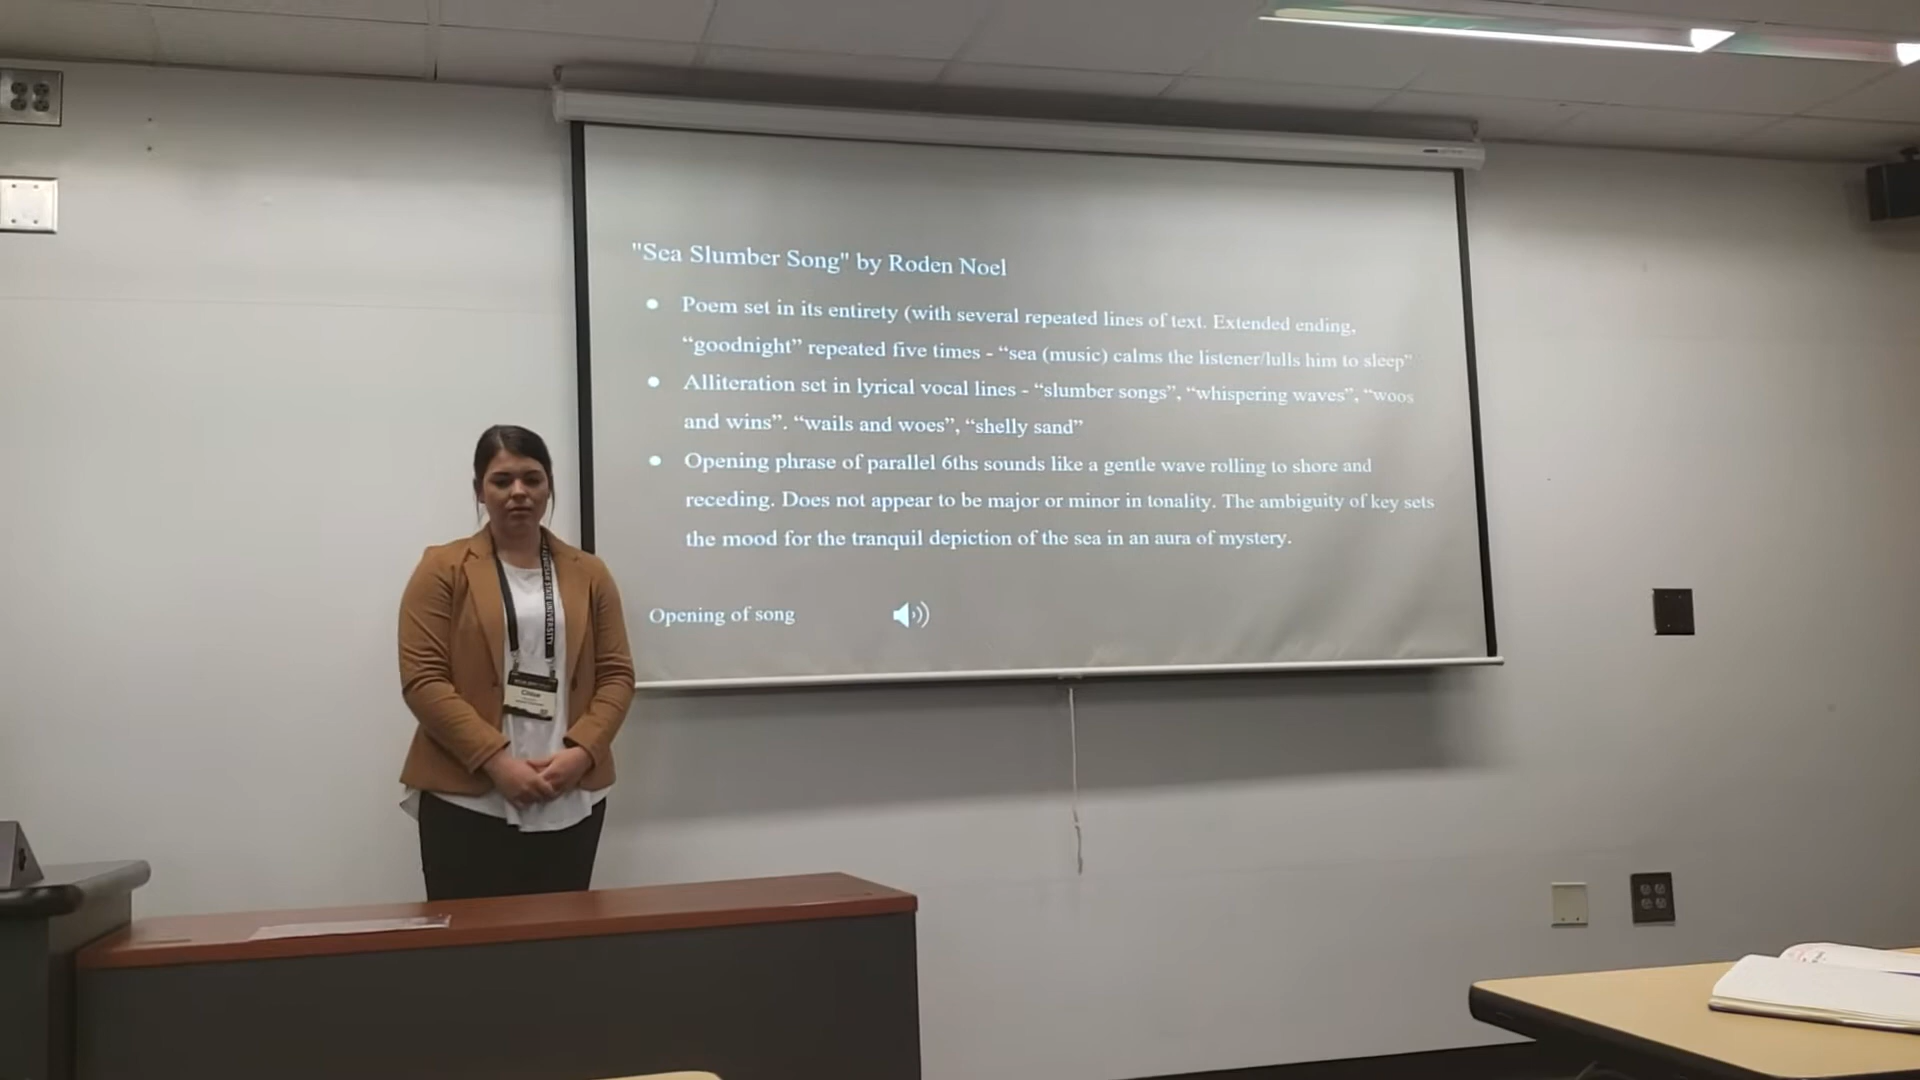 "Sea Slumber Song" by Roden Noel
● Poem set in its entirety (with several repeated lines of text. Extended ending,
“goodnight” repeated five times - “sea (music) calms the listener/lulls him to sleep”
● Alliteration set in lyrical vocal lines - “slumber songs”, “whispering waves”, “woos
and wins”. “wails and woes”, “shelly sand”
● Opening phrase of parallel 6ths sounds like a gentle wave rolling to shore and
receding. Does not appear to be major or minor in tonality. The ambiguity of key sets
the mood for the tranquil depiction of the sea in an aura of mystery.
Opening of song
STATE UNIVERSITY
Chloe